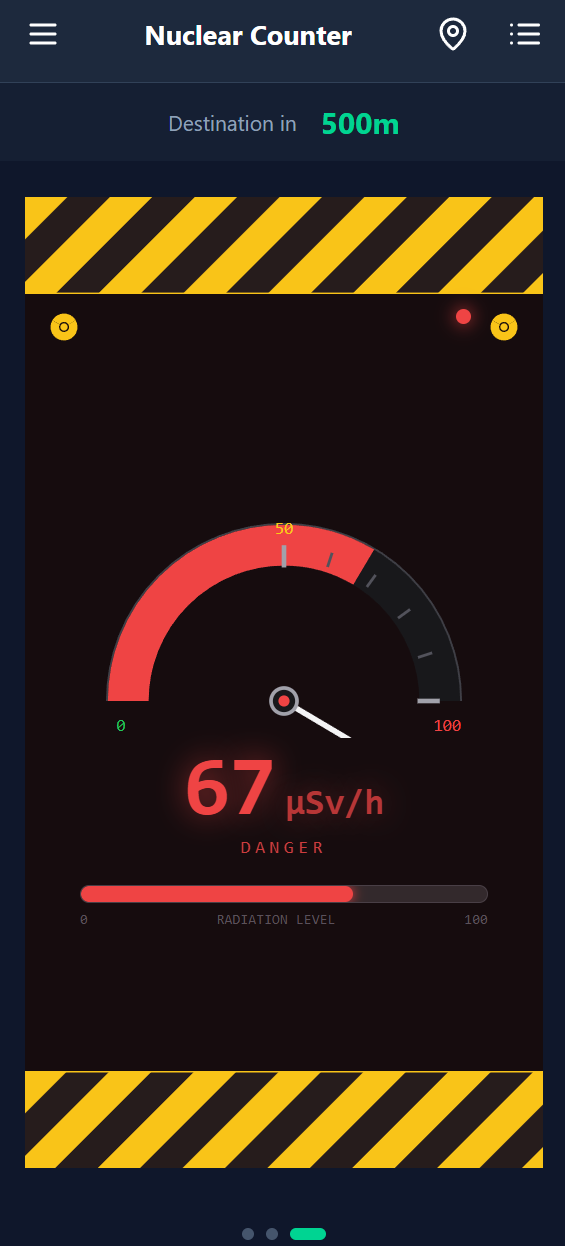 Nuclear Counter
Destination in 500m
50
0 100
67 µSv/h
DANGER
0 RADIATION LEVEL 100